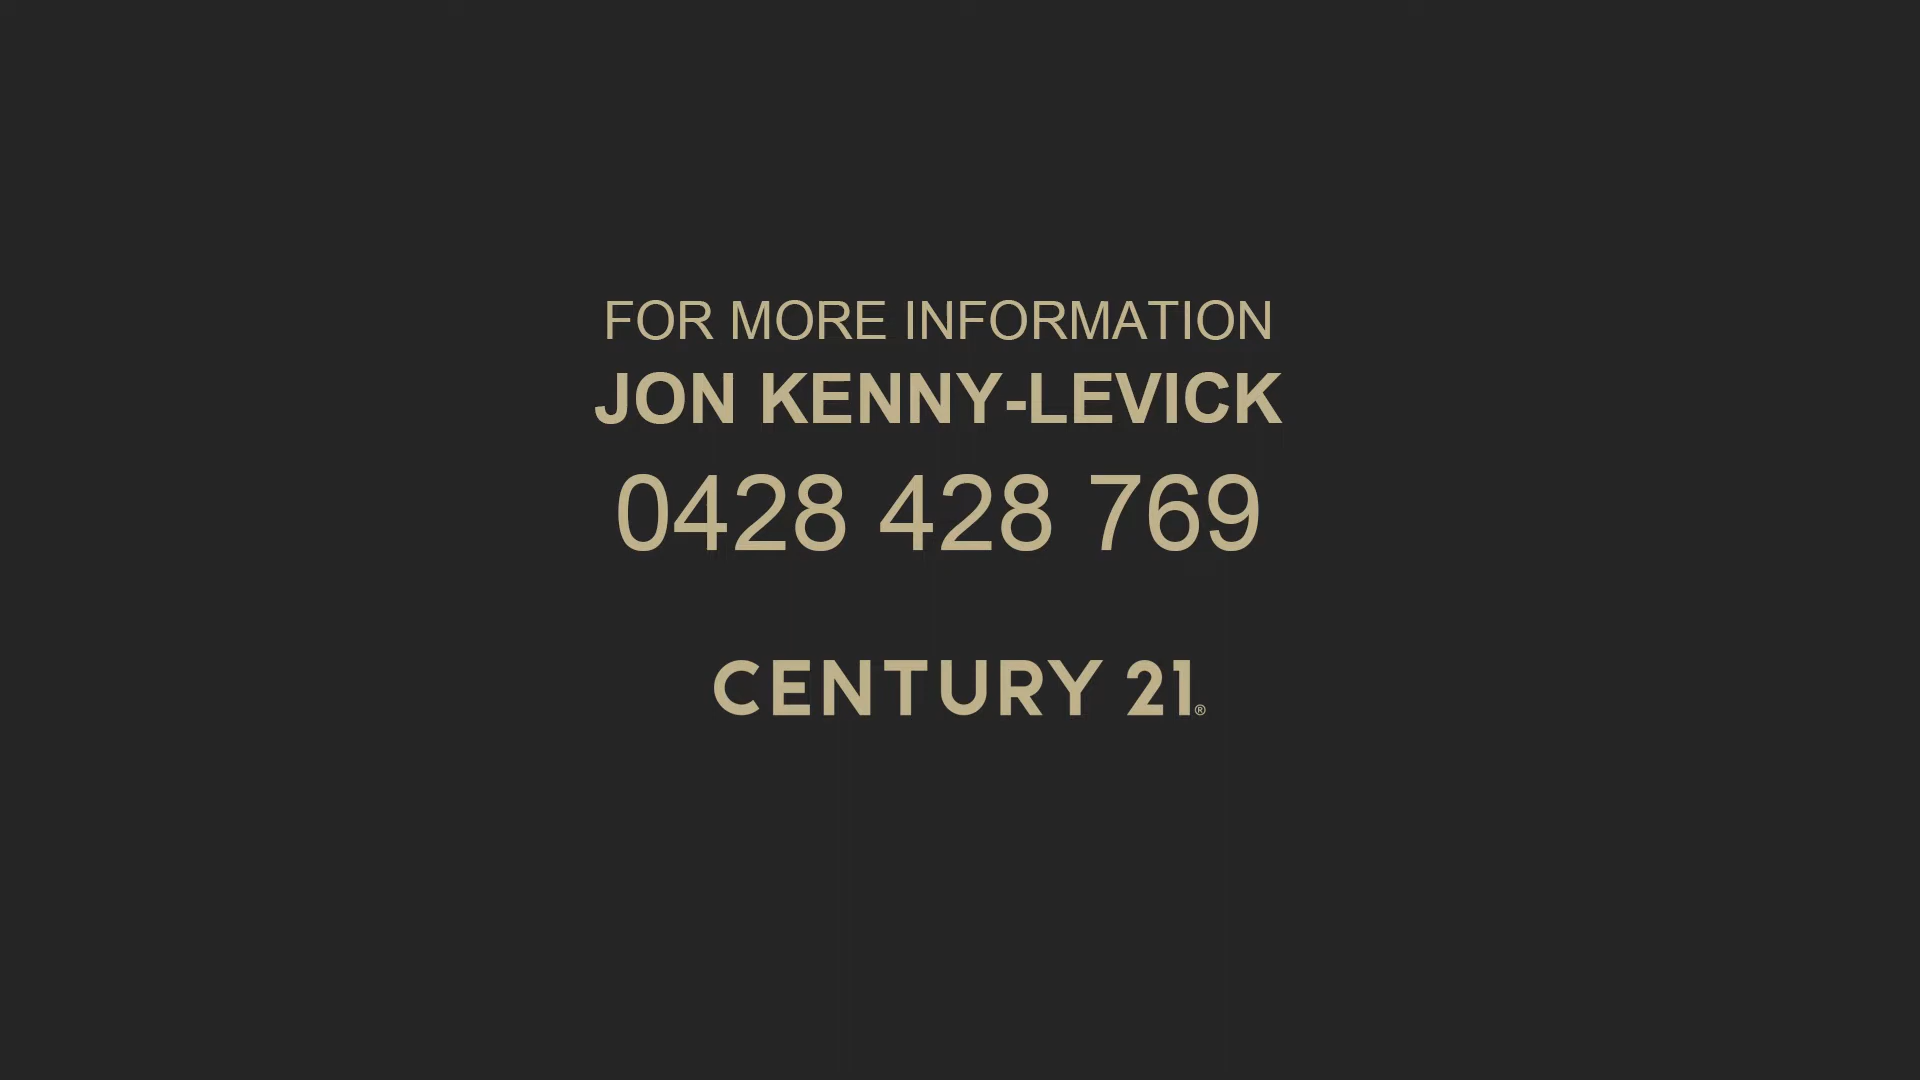 FOR MORE INFORMATION
JON KENNY-LEVICK
0428 428 769
CENTURY 21®